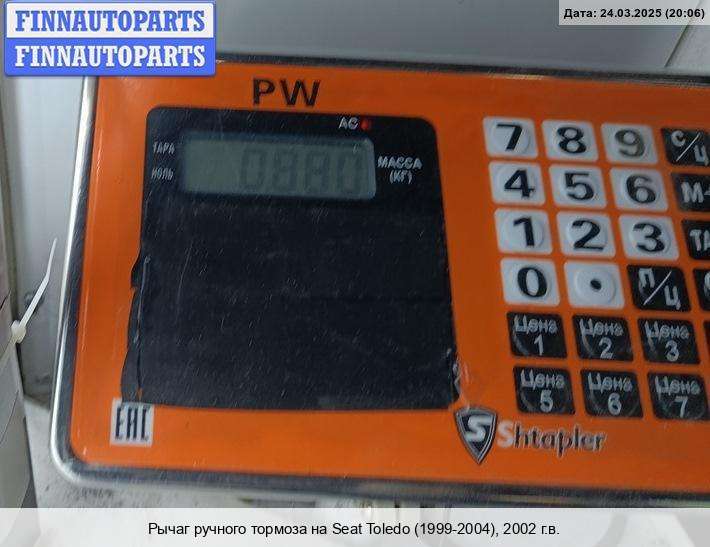 FINNAUTOPARTS
FINNAUTOPARTS
Дата: 24.03.2025 (20:06)
PW
AC
ТАРА
НОЛЬ
МАССА
(КГ)
7 8 9 С/Ц
4 5 6
1 2 3
0 . П/Ц
Цена 1 Цена 2 Цена 3
Цена 5 Цена 6 Цена 7
EAC
S Shtapler
Рычаг ручного тормоза на Seat Toledo (1999-2004), 2002 г.в.